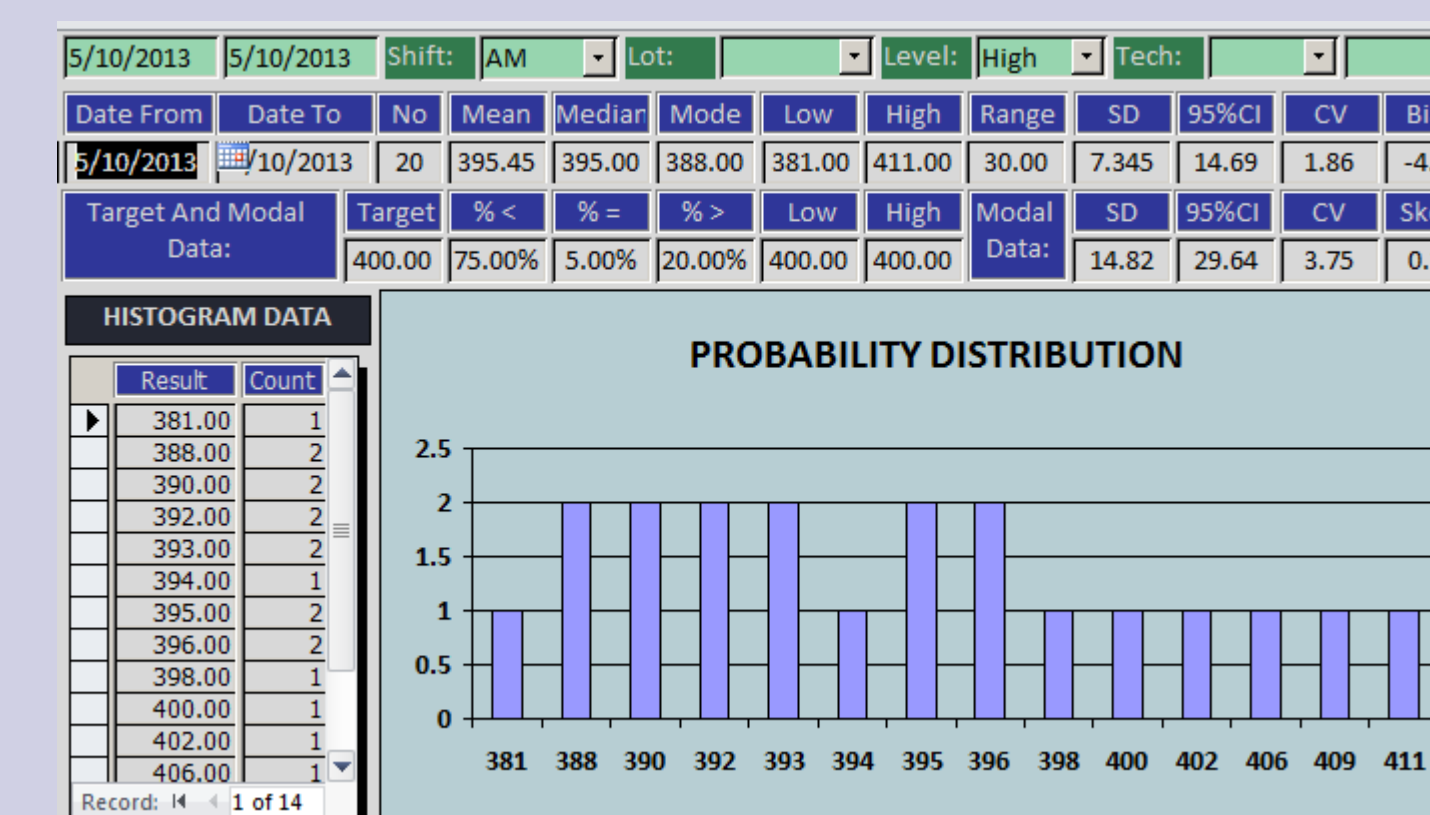 5/10/2013 5/10/2013 Shift: AM Lot: Level: High Tech:
Date From Date To No Mean Median Mode Low High Range SD 95%CI CV Bi
5/10/2013 /10/2013 20 395.45 395.00 388.00 381.00 411.00 30.00 7.345 14.69 1.86 -4.
Target And Modal Data: Target % < % = % > Low High Modal Data: SD 95%CI CV Sk
400.00 75.00% 5.00% 20.00% 400.00 400.00 14.82 29.64 3.75 0.
HISTOGRAM DATA
Result Count
381.00 1
388.00 2
390.00 2
392.00 2
393.00 2
394.00 1
395.00 2
396.00 2
398.00 1
400.00 1
402.00 1
406.00 1
Record: 1 of 14
PROBABILITY DISTRIBUTION
2.5
2
1.5
1
0.5
0
381 388 390 392 393 394 395 396 398 400 402 406 409 411